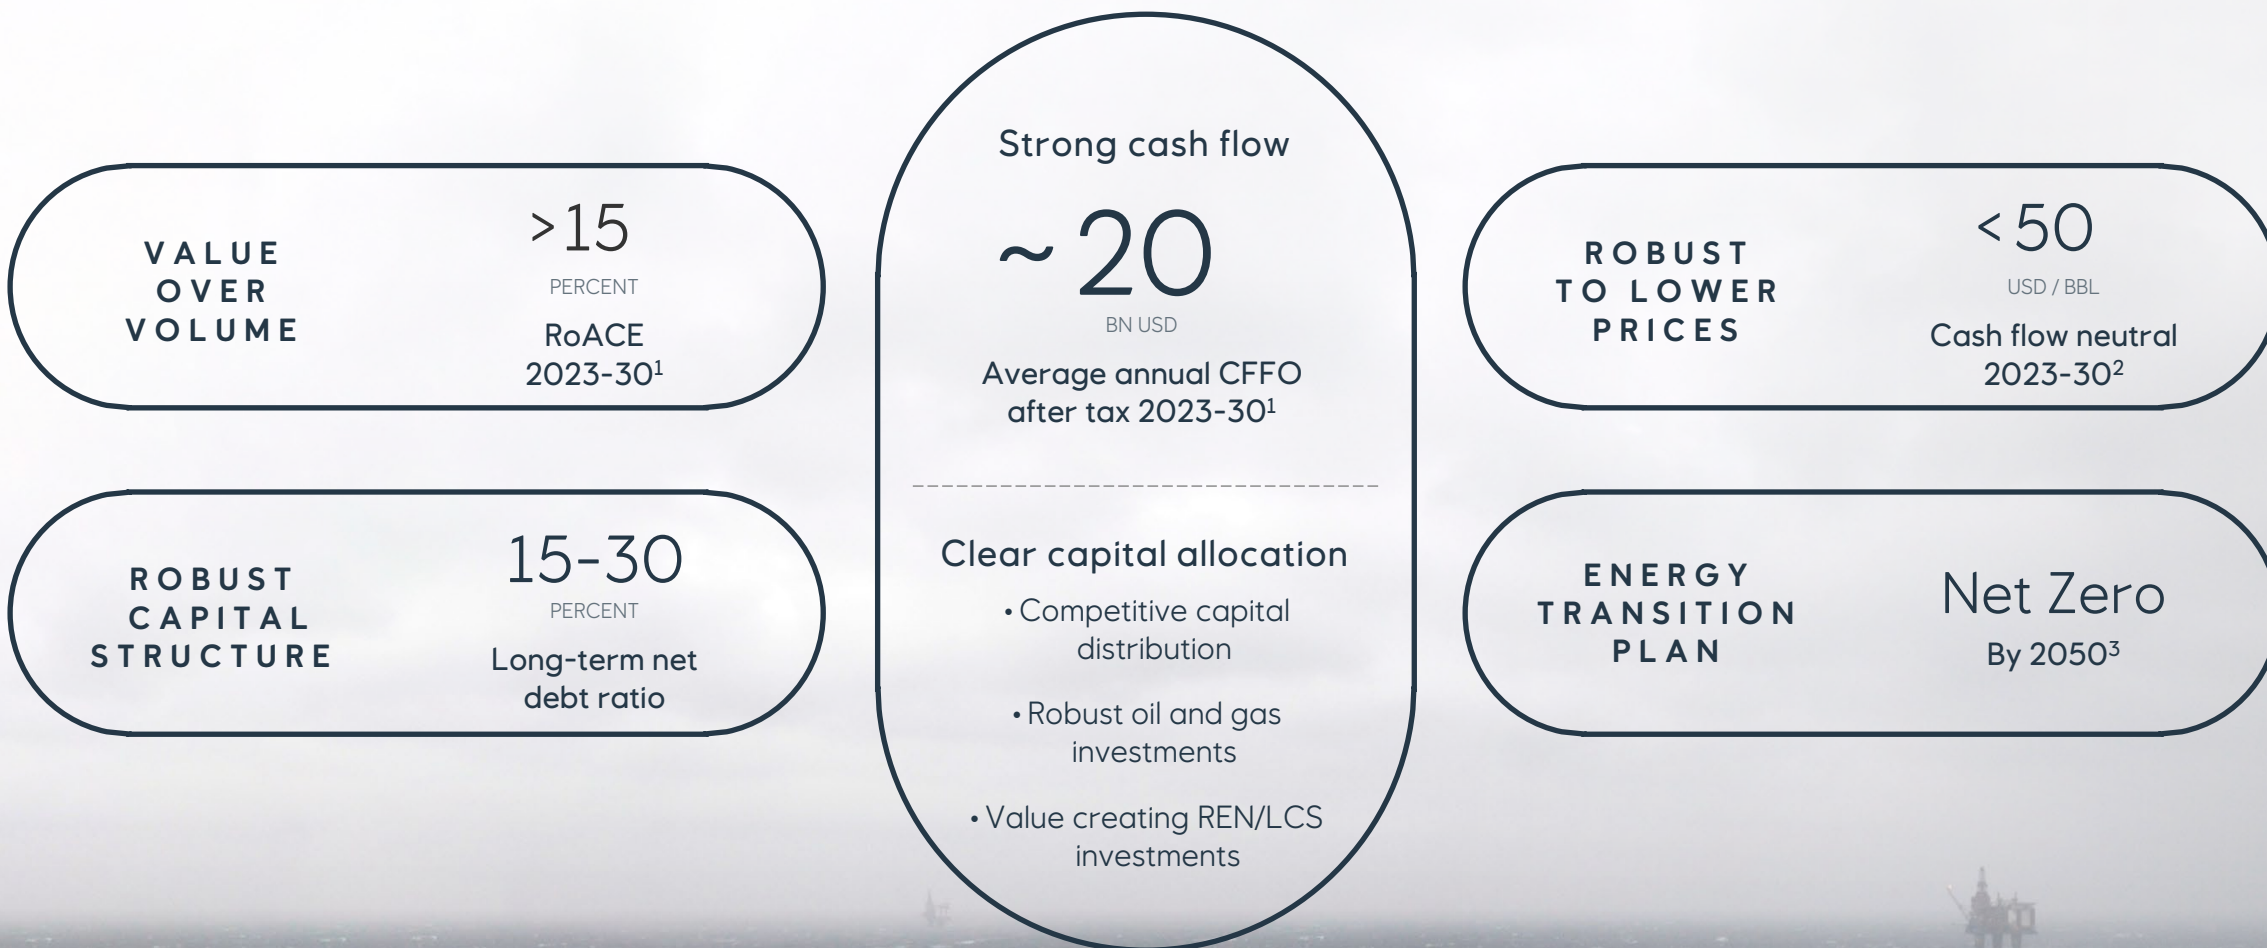 VALUE
OVER
VOLUME
>15
PERCENT
RoACE
2023-30¹
ROBUST
CAPITAL
STRUCTURE
15-30
PERCENT
Long-term net
debt ratio
Strong cash flow
~20
BN USD
Average annual CFFO
after tax 2023-30¹
Clear capital allocation
• Competitive capital
distribution
• Robust oil and gas
investments
• Value creating REN/LCS
investments
ROBUST
TO LOWER
PRICES
<50
USD / BBL
Cash flow neutral
2023-30²
ENERGY
TRANSITION
PLAN
Net Zero
By 2050³